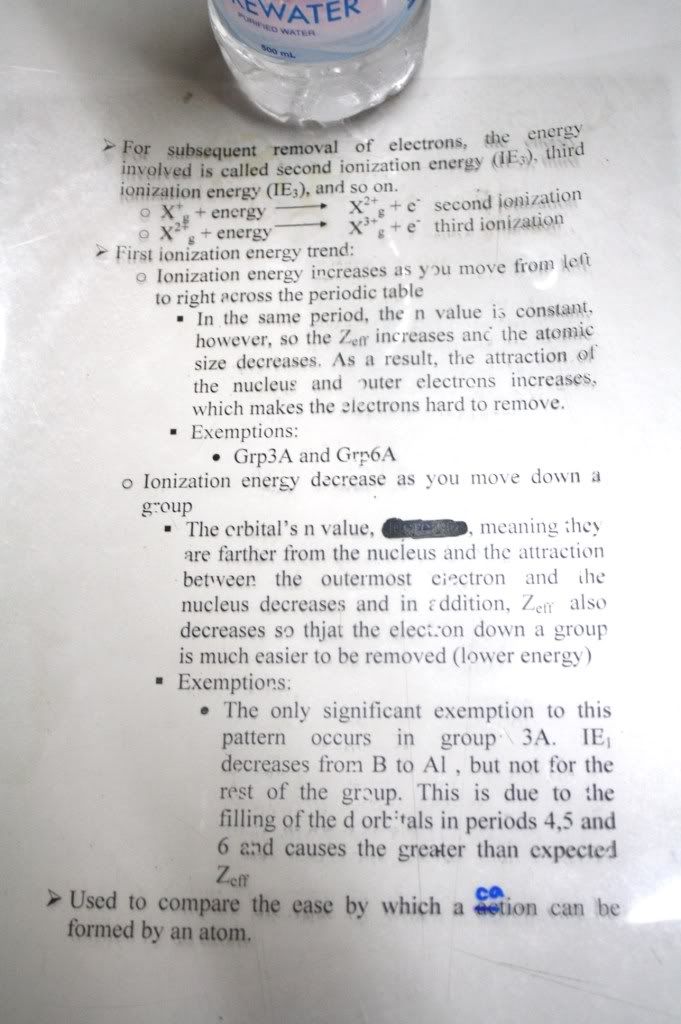 EWATER
PURIFIED WATER
500 mL
➢ For subsequent removal of electrons, the energy
involved is called second ionization energy (IE₂), third
ionization energy (IE₃), and so on.
o X⁺g + energy → X²⁺g + e⁻ second ionization
o X²⁺g + energy → X³⁺g + e⁻ third ionization
➢ First ionization energy trend:
o Ionization energy increases as you move from left
to right across the periodic table
▪ In the same period, the n value is constant,
however, so the Zeff increases and the atomic
size decreases. As a result, the attraction of
the nucleus and outer electrons increases,
which makes the electrons hard to remove.
▪ Exemptions:
• Grp3A and Grp6A
o Ionization energy decrease as you move down a
group
▪ The orbital's n value, , meaning they
are farther from the nucleus and the attraction
between the outermost electron and the
nucleus decreases and in addition, Zeff also
decreases so thjat the electron down a group
is much easier to be removed (lower energy)
▪ Exemptions:
• The only significant exemption to this
pattern occurs in group 3A. IE₁
decreases from B to Al , but not for the
rest of the group. This is due to the
filling of the d orbitals in periods 4,5 and
6 and causes the greater than expected
Zeff
➢ Used to compare the ease by which a cation can be
formed by an atom.